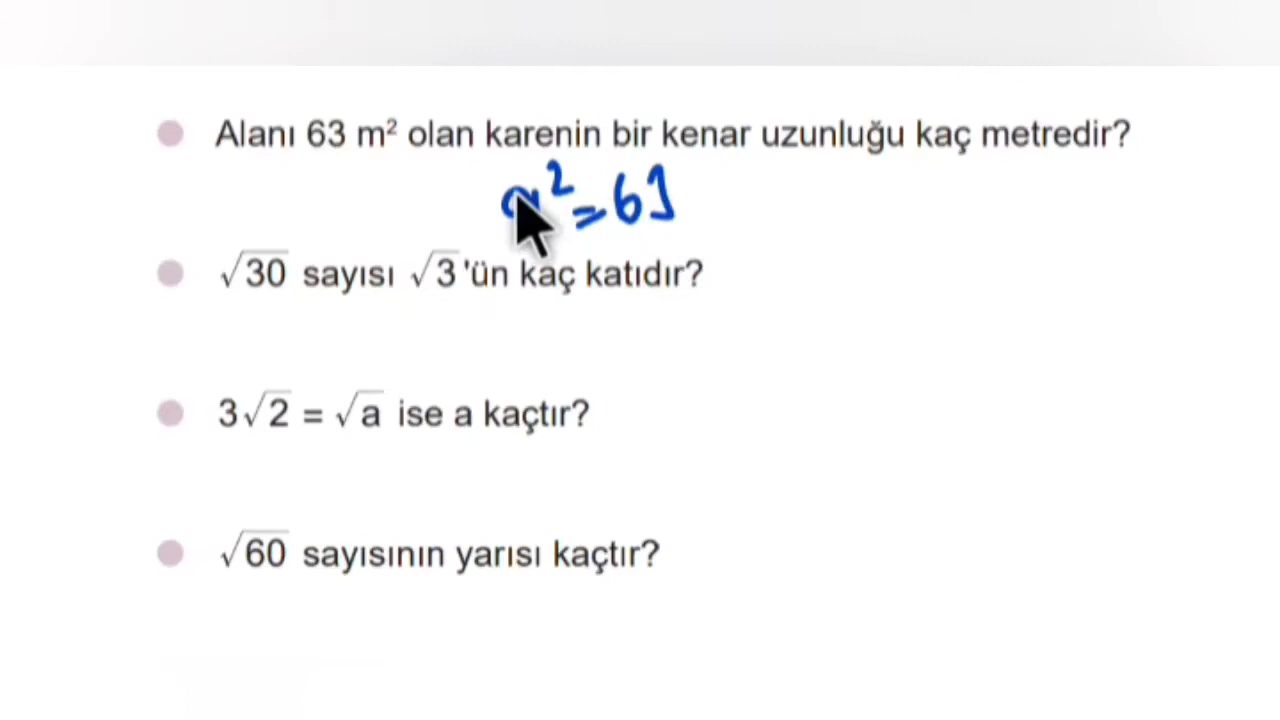 Alanı 63 m² olan karenin bir kenar uzunluğu kaç metredir?
a² = 63
√30 sayısı √3'ün kaç katıdır?
3√2 = √a ise a kaçtır?
√60 sayısının yarısı kaçtır?